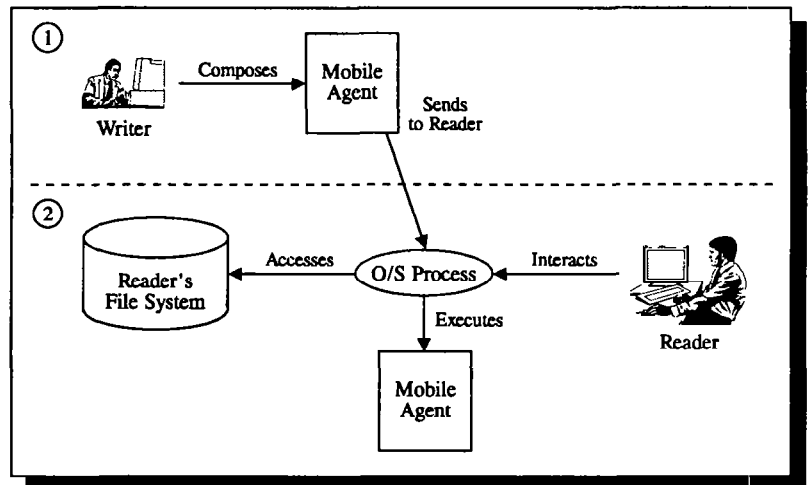 1
Composes
Mobile
Agent
Writer
Sends
to Reader
2
Reader's
File System
Accesses
O/S Process
Interacts
Reader
Executes
Mobile
Agent